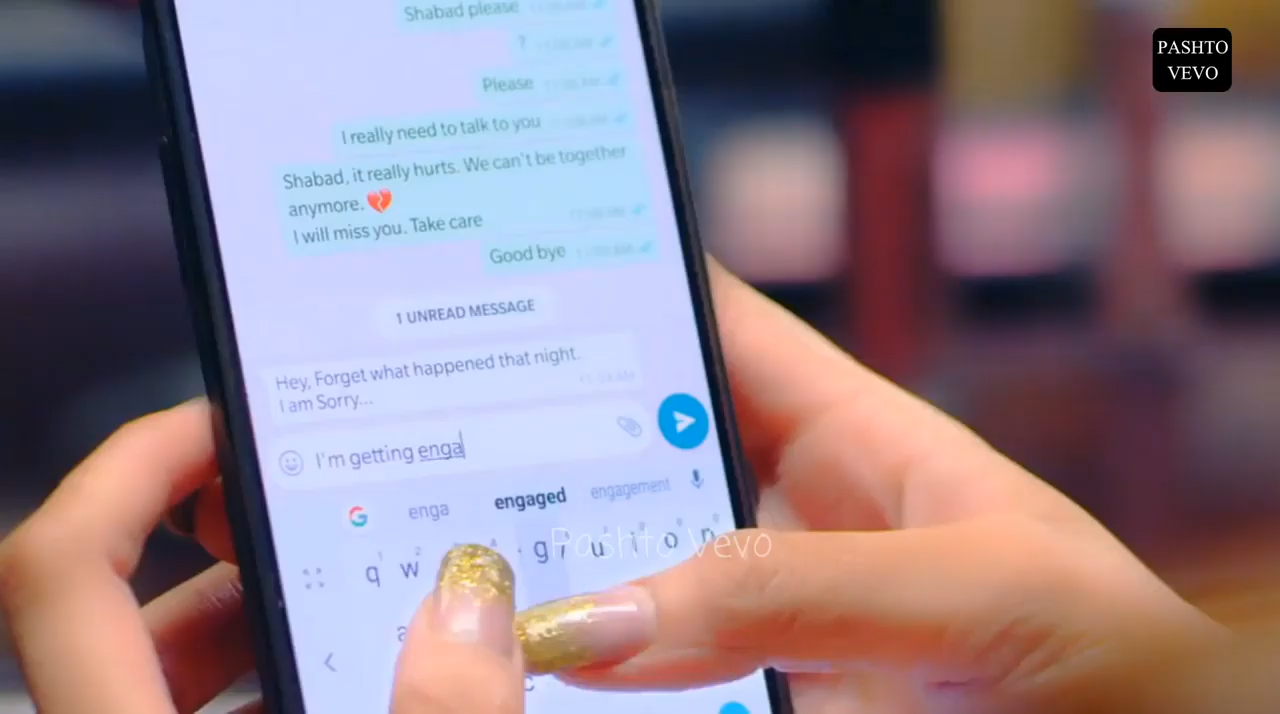 PASHTO
VEVO
Shabad please
?
Please
I really need to talk to you
Shabad, it really hurts. We can't be together
anymore. 💔
I will miss you. Take care
Good bye
1 UNREAD MESSAGE
Hey, Forget what happened that night.
I am Sorry...
I'm getting enga
enga engaged engagement
q w g u i o p
Pashto Vevo
a
c